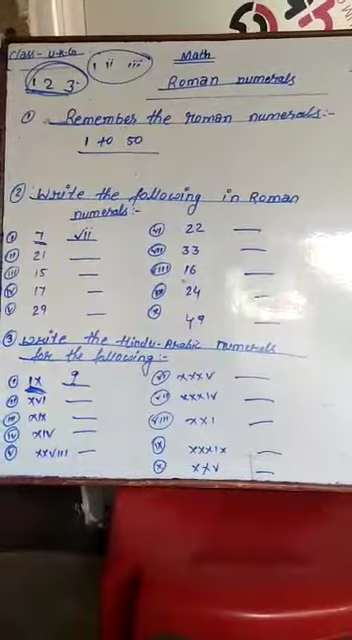 Class - U.K.G
Math
1 2 3.
i ii iii
Roman numerals
① Remember the roman numerals:-
1 to 50
② Write the following in Roman
numerals:-
(i) 7 vii
(vi) 22 —
(ii) 21 —
(vii) 33 —
(iii) 15 —
(viii) 16 —
(iv) 17 —
(ix) 24 —
(v) 29 —
(x) 49 —
③ Write the Hindu-Arabic numerals
for the following:-
(i) IX 9
(vi) XXXV —
(ii) XVI —
(vii) XXXIV —
(iii) XIX —
(viii) XXI —
(iv) XIV —
(ix) XXXIX —
(v) XXVIII —
(x) XXV —